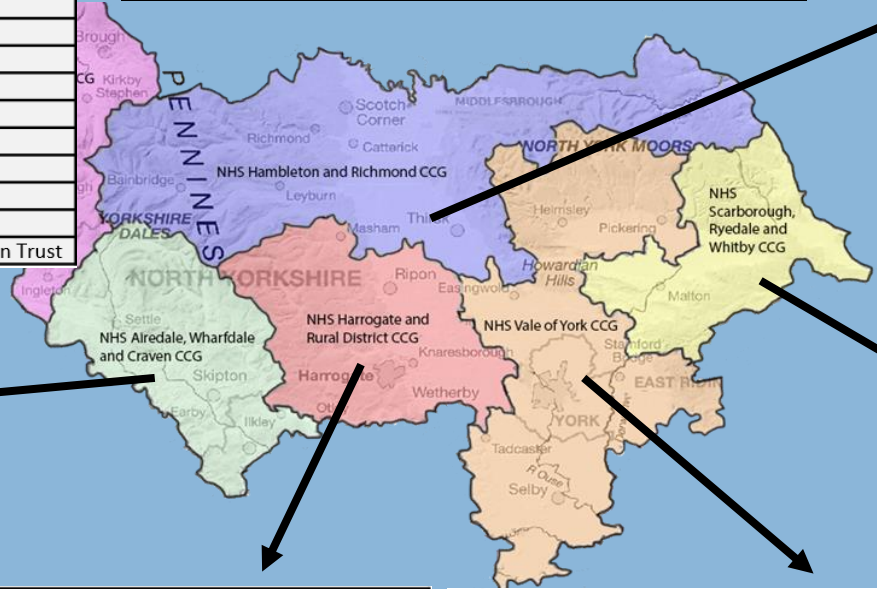 n Trust
Brough
CG
Kirkby
Stephen
PENNINES
Scotch
Corner
MIDDLESBROUGH
Richmond
Catterick
NORTH YORK MOORS
NHS Hambleton and Richmond CCG
Bainbridge
Leyburn
NHS
Scarborough,
Ryedale and
Whitby CCG
YORKSHIRE
DALES
Masham
Helmsley
Pickering
NORTH YORKSHIRE
Ripon
Howardian
Hills
Ingleton
Easingwold
Malton
Settle
NHS Harrogate and
Rural District CCG
NHS Vale of York CCG
NHS Airedale, Wharfdale
and Craven CCG
Knaresborough
Stamford
Bridge
Skipton
Harrogate
EAST RIDIN
Wetherby
Earby
Ilkley
YORK
Tadcaster
R Ouse
Selby